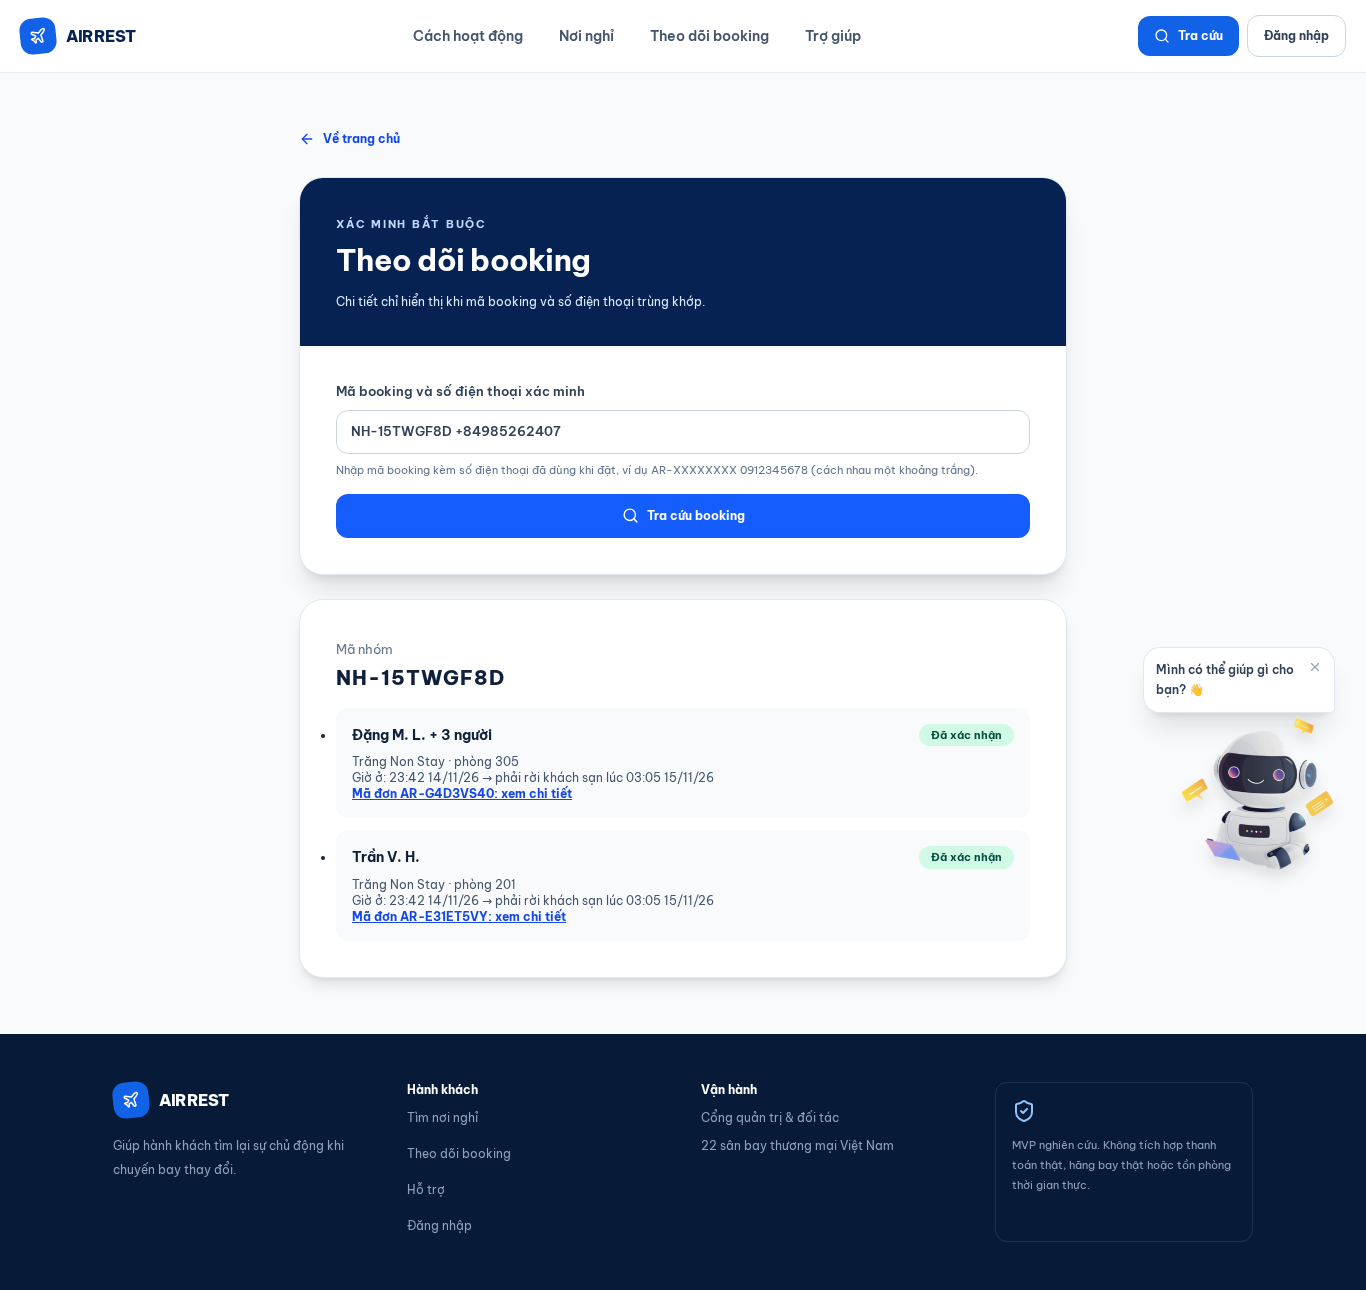 AIRREST
Cách hoạt động
Nơi nghỉ
Theo dõi booking
Trợ giúp
Tra cứu
Đăng nhập
Về trang chủ
XÁC MINH BẮT BUỘC
Theo dõi booking
Chi tiết chỉ hiển thị khi mã booking và số điện thoại trùng khớp.
Mã booking và số điện thoại xác minh
NH-15TWGF8D +84985262407
Nhập mã booking kèm số điện thoại đã dùng khi đặt, ví dụ AR-XXXXXXXX 0912345678 (cách nhau một khoảng trắng).
Tra cứu booking
Mã nhóm
NH-15TWGF8D
Đặng M. L. + 3 người
Đã xác nhận
Trăng Non Stay · phòng 305
Giờ ở: 23:42 14/11/26 → phải rời khách sạn lúc 03:05 15/11/26
Mã đơn AR-G4D3VS40: xem chi tiết
Trần V. H.
Đã xác nhận
Trăng Non Stay · phòng 201
Giờ ở: 23:42 14/11/26 → phải rời khách sạn lúc 03:05 15/11/26
Mã đơn AR-E31ET5VY: xem chi tiết
Mình có thể giúp gì cho
bạn? 👋
AIRREST
Giúp hành khách tìm lại sự chủ động khi
chuyến bay thay đổi.
Hành khách
Tìm nơi nghỉ
Theo dõi booking
Hỗ trợ
Đăng nhập
Vận hành
Cổng quản trị & đối tác
22 sân bay thương mại Việt Nam
MVP nghiên cứu. Không tích hợp thanh
toán thật, hãng bay thật hoặc tồn phòng
thời gian thực.